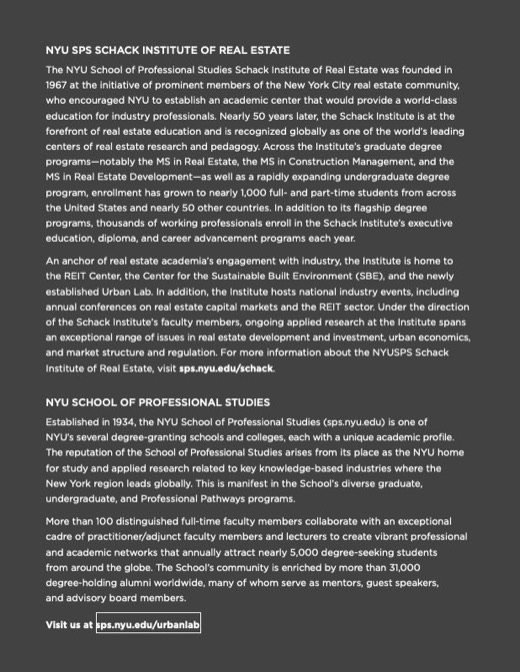 NYU SPS SCHACK INSTITUTE OF REAL ESTATE
The NYU School of Professional Studies Schack Institute of Real Estate was founded in
1967 at the initiative of prominent members of the New York City real estate community,
who encouraged NYU to establish an academic center that would provide a world-class
education for industry professionals. Nearly 50 years later, the Schack Institute is at the
forefront of real estate education and is recognized globally as one of the world's leading
centers of real estate research and pedagogy. Across the Institute's graduate degree
programs—notably the MS in Real Estate, the MS in Construction Management, and the
MS in Real Estate Development—as well as a rapidly expanding undergraduate degree
program, enrollment has grown to nearly 1,000 full- and part-time students from across
the United States and nearly 50 other countries. In addition to its flagship degree
programs, thousands of working professionals enroll in the Schack Institute's executive
education, diploma, and career advancement programs each year.
An anchor of real estate academia's engagement with industry, the Institute is home to
the REIT Center, the Center for the Sustainable Built Environment (SBE), and the newly
established Urban Lab. In addition, the Institute hosts national industry events, including
annual conferences on real estate capital markets and the REIT sector. Under the direction
of the Schack Institute's faculty members, ongoing applied research at the Institute spans
an exceptional range of issues in real estate development and investment, urban economics,
and market structure and regulation. For more information about the NYUSPS Schack
Institute of Real Estate, visit sps.nyu.edu/schack.
NYU SCHOOL OF PROFESSIONAL STUDIES
Established in 1934, the NYU School of Professional Studies (sps.nyu.edu) is one of
NYU's several degree-granting schools and colleges, each with a unique academic profile.
The reputation of the School of Professional Studies arises from its place as the NYU home
for study and applied research related to key knowledge-based industries where the
New York region leads globally. This is manifest in the School's diverse graduate,
undergraduate, and Professional Pathways programs.
More than 100 distinguished full-time faculty members collaborate with an exceptional
cadre of practitioner/adjunct faculty members and lecturers to create vibrant professional
and academic networks that annually attract nearly 5,000 degree-seeking students
from around the globe. The School's community is enriched by more than 31,000
degree-holding alumni worldwide, many of whom serve as mentors, guest speakers,
and advisory board members.
Visit us at sps.nyu.edu/urbanlab